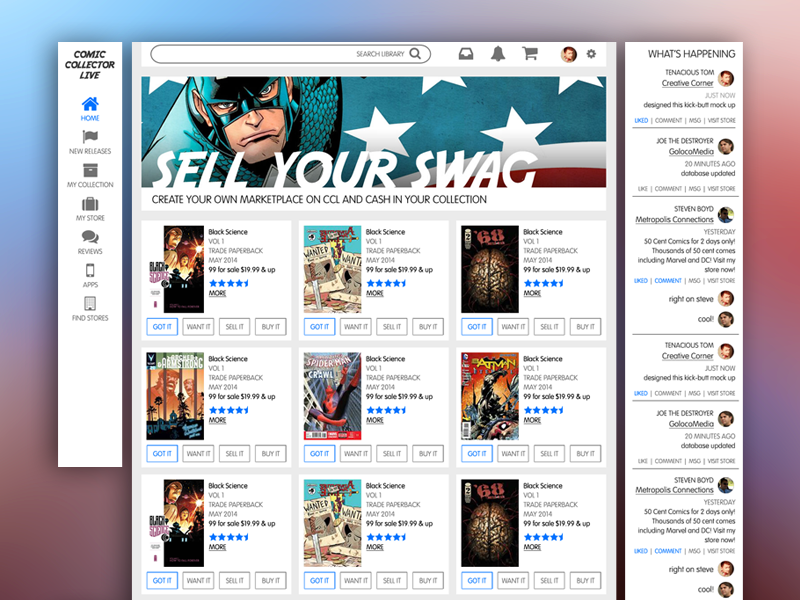 COMIC
COLLECTOR
LIVE
HOME
NEW RELEASES
MY COLLECTION
MY STORE
REVIEWS
APPS
FIND STORES
SEARCH LIBRARY
SELL YOUR SWAG
CREATE YOUR OWN MARKETPLACE ON CCL AND CASH IN YOUR COLLECTION
BLACK
SCIENCE
Black Science
VOL 1
TRADE PAPERBACK
MAY 2014
99 for sale $19.99 & up
MORE
GOT IT
WANT IT
SELL IT
BUY IT
WANTED
WANTED
Black Science
VOL 1
TRADE PAPERBACK
MAY 2014
99 for sale $19.99 & up
MORE
GOT IT
WANT IT
SELL IT
BUY IT
'68
Black Science
VOL 1
TRADE PAPERBACK
MAY 2014
99 for sale $19.99 & up
MORE
GOT IT
WANT IT
SELL IT
BUY IT
ARCHER &
ARMSTRONG
Black Science
VOL 1
TRADE PAPERBACK
MAY 2014
99 for sale $19.99 & up
MORE
GOT IT
WANT IT
SELL IT
BUY IT
SPIDER-MAN
CRAWL
Black Science
VOL 1
TRADE PAPERBACK
MAY 2014
99 for sale $19.99 & up
MORE
GOT IT
WANT IT
SELL IT
BUY IT
BATMAN
Black Science
VOL 1
TRADE PAPERBACK
MAY 2014
99 for sale $19.99 & up
MORE
GOT IT
WANT IT
SELL IT
BUY IT
BLACK
SCIENCE
Black Science
VOL 1
TRADE PAPERBACK
MAY 2014
99 for sale $19.99 & up
MORE
GOT IT
WANT IT
SELL IT
BUY IT
WANTED
WANTED
Black Science
VOL 1
TRADE PAPERBACK
MAY 2014
99 for sale $19.99 & up
MORE
GOT IT
WANT IT
SELL IT
BUY IT
'68
Black Science
VOL 1
TRADE PAPERBACK
MAY 2014
99 for sale $19.99 & up
MORE
GOT IT
WANT IT
SELL IT
BUY IT
WHAT'S HAPPENING
TENACIOUS TOM
Creative Corner
JUST NOW
designed this kick-butt mock up
LIKED | COMMENT | MSG | VISIT STORE
JOE THE DESTROYER
GolocoMedia
20 MINUTES AGO
database updated
LIKE | COMMENT | MSG | VISIT STORE
STEVEN BOYD
Metropolis Connections
YESTERDAY
50 Cent Comics for 2 days only!
Thousands of 50 cent comes
including Marvel and DC! Visit my
store now!
LIKED | COMMENT | MSG | VISIT STORE
right on steve
cool!
TENACIOUS TOM
Creative Corner
JUST NOW
designed this kick-butt mock up
LIKED | COMMENT | MSG | VISIT STORE
JOE THE DESTROYER
GolocoMedia
20 MINUTES AGO
database updated
LIKE | COMMENT | MSG | VISIT STORE
STEVEN BOYD
Metropolis Connections
YESTERDAY
50 Cent Comics for 2 days only!
Thousands of 50 cent comes
including Marvel and DC! Visit my
store now!
LIKED | COMMENT | MSG | VISIT STORE
right on steve
cool!